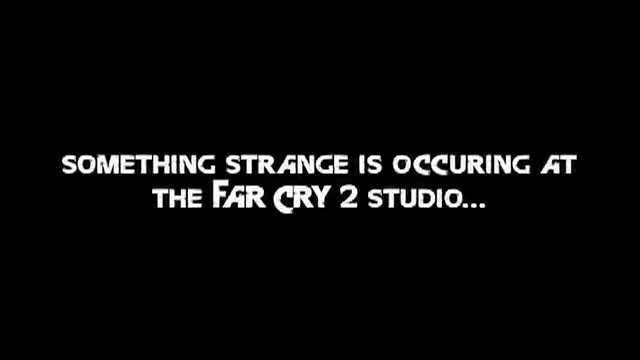 SOMETHING STRANGE IS OCCURING AT
THE FAR CRY 2 STUDIO...